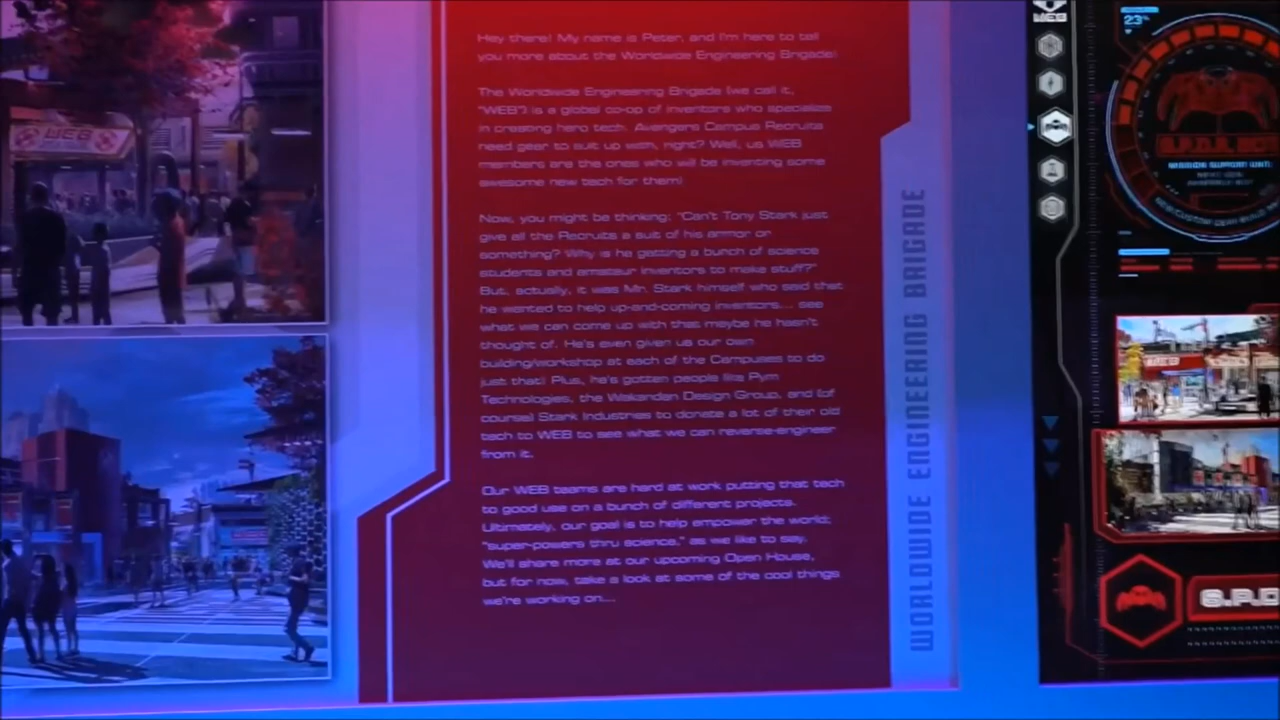 WEB
Hey there! My name is Peter, and I'm here to tell
you more about the Worldwide Engineering Brigade!
The Worldwide Engineering Brigade (we call it,
"WEB") is a global co-op of inventors who specialize
in creating hero tech. Avengers Campus Recruits
need gear to suit up with, right? Well, us WEB
members are the ones who will be inventing some
awesome new tech for them!
Now, you might be thinking: "Can't Tony Stark just
give all the Recruits a suit of his armor or
something? Why is he getting a bunch of science
students and amateur inventors to make stuff?"
But, actually, it was Mr. Stark himself who said that
he wanted to help up-and-coming inventors... see
what we can come up with that maybe he hasn't
thought of. He's even given us our own
building/workshop at each of the Campuses to do
just that! Plus, he's gotten people like Pym
Technologies, the Wakandan Design Group, and (of
course) Stark Industries to donate a lot of their old
tech to WEB to see what we can reverse-engineer
from it.
Our WEB teams are hard at work putting that tech
to good use on a bunch of different projects.
Ultimately, our goal is to help empower the world;
"super-powers thru science," as we like to say.
We'll share more at our upcoming Open House,
but for now, take a look at some of the cool things
we're working on...
WORLDWIDE ENGINEERING BRIGADE
WEB
23%
MISSION SUPPORT UNIT:
S.P.I.